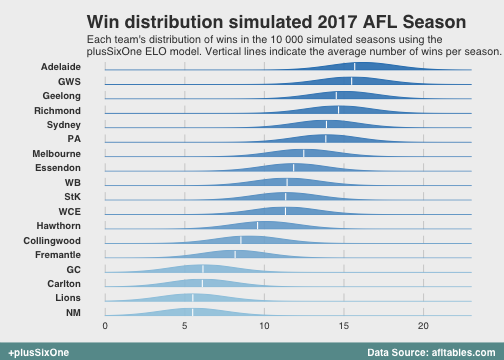 Win distribution simulated 2017 AFL Season
Each team's distribution of wins in the 10 000 simulated seasons using the
plusSixOne ELO model. Vertical lines indicate the average number of wins per season.
Adelaide
GWS
Geelong
Richmond
Sydney
PA
Melbourne
Essendon
WB
StK
WCE
Hawthorn
Collingwood
Fremantle
GC
Carlton
Lions
NM
0 5 10 15 20
+plusSixOne Data Source: afltables.com